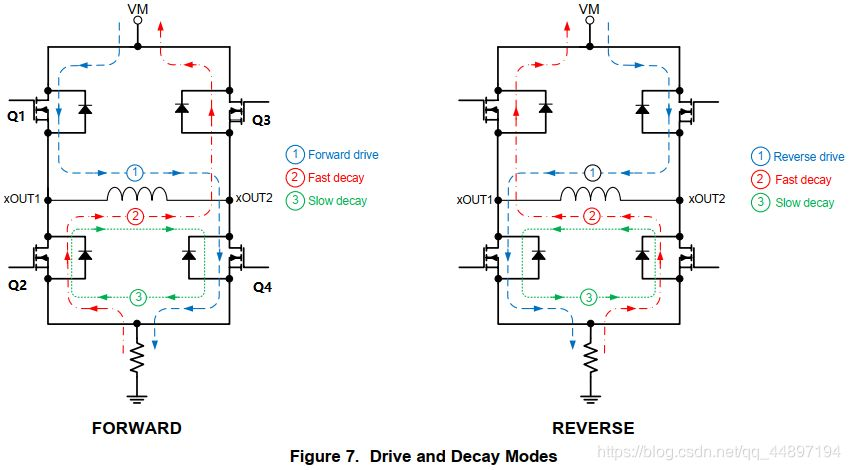 VM
Q1
Q3
1 Forward drive
2 Fast decay
3 Slow decay
1
xOUT1
xOUT2
2
Q2
3
Q4
FORWARD
VM
1 Reverse drive
2 Fast decay
3 Slow decay
1
xOUT1
xOUT2
2
3
REVERSE
Figure 7. Drive and Decay Modes
https://blog.csdn.net/qq_44897194